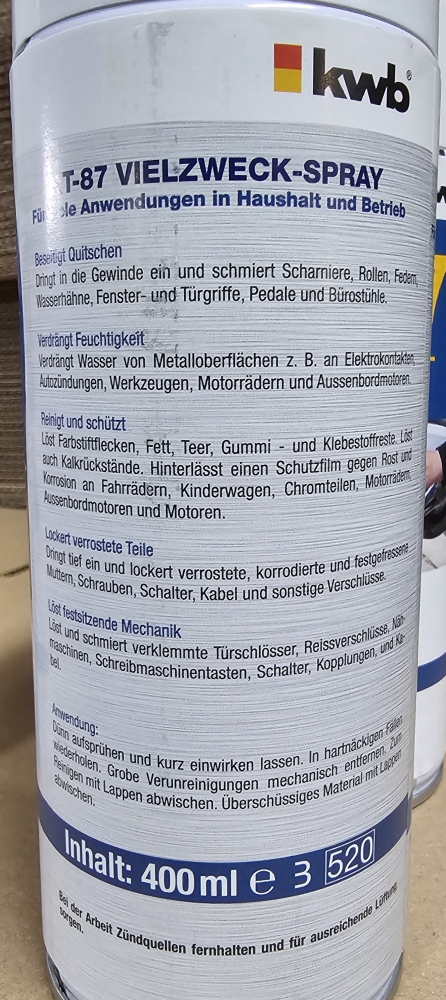 kwb®
T-87 VIELZWECK-SPRAY
Für viele Anwendungen in Haushalt und Betrieb
Beseitigt Quitschen
Dringt in die Gewinde ein und schmiert Scharniere, Rollen, Federn,
Wasserhähne, Fenster- und Türgriffe, Pedale und Bürostühle.
Verdrängt Feuchtigkeit
Verdrängt Wasser von Metalloberflächen z. B. an Elektrokontakten,
Autozündungen, Werkzeugen, Motorrädern und Aussenbordmotoren.
Reinigt und schützt
Löst Farbstiftflecken, Fett, Teer, Gummi - und Klebestoffreste. Löst
auch Kalkrückstände. Hinterlässt einen Schutzfilm gegen Rost und
Korrosion an Fahrrädern, Kinderwagen, Chromteilen, Motorrädern,
Aussenbordmotoren und Motoren.
Lockert verrostete Teile
Dringt tief ein und lockert verrostete, korrodierte und festgefressene
Muttern, Schrauben, Schalter, Kabel und sonstige Verschlüsse.
Löst festsitzende Mechanik
Löst und schmiert verklemmte Türschlösser, Reissverschlüsse, Näh-
maschinen, Schreibmaschinentasten, Schalter, Kopplungen, und Ka-
bel.
Anwendung:
Dünn aufsprühen und kurz einwirken lassen. In hartnäckigen Fällen
wiederholen. Grobe Verunreinigungen mechanisch entfernen. Zum
Reinigen mit Lappen abwischen. Überschüssiges Material mit Lappen
abwischen.
Inhalt: 400 ml ℮ 3 520
Bei der Arbeit Zündquellen fernhalten und für ausreichende Lüftung
sorgen.